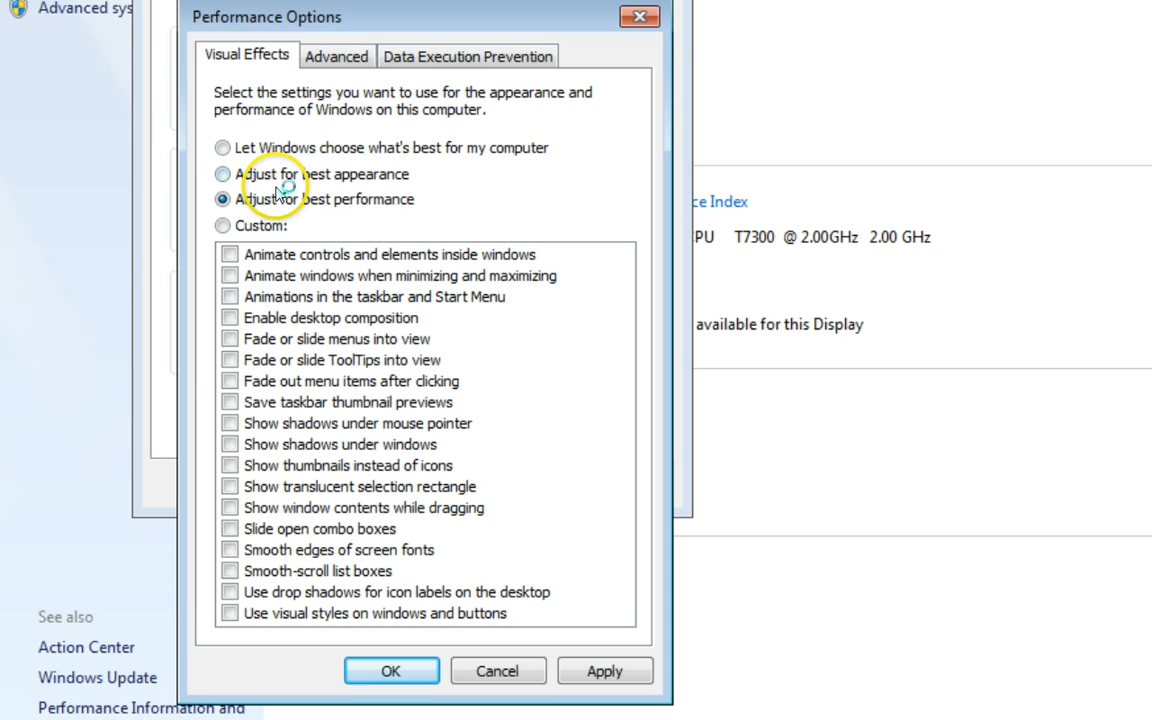 Advanced sys
Performance Options
Visual Effects
Advanced
Data Execution Prevention
Select the settings you want to use for the appearance and
performance of Windows on this computer.
Let Windows choose what's best for my computer
Adjust for best appearance
Adjust for best performance
Custom:
Animate controls and elements inside windows
Animate windows when minimizing and maximizing
Animations in the taskbar and Start Menu
Enable desktop composition
Fade or slide menus into view
Fade or slide ToolTips into view
Fade out menu items after clicking
Save taskbar thumbnail previews
Show shadows under mouse pointer
Show shadows under windows
Show thumbnails instead of icons
Show translucent selection rectangle
Show window contents while dragging
Slide open combo boxes
Smooth edges of screen fonts
Smooth-scroll list boxes
Use drop shadows for icon labels on the desktop
Use visual styles on windows and buttons
OK
Cancel
Apply
ce Index
PU T7300 @ 2.00GHz 2.00 GHz
available for this Display
See also
Action Center
Windows Update
Performance Information and